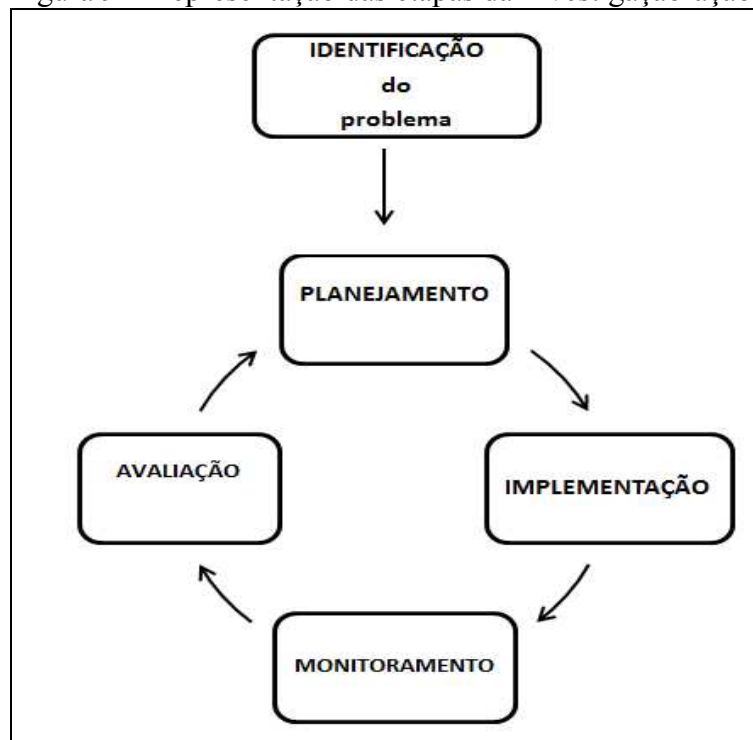 IDENTIFICAÇÃO
do
problema
PLANEJAMENTO
AVALIAÇÃO
IMPLEMENTAÇÃO
MONITORAMENTO